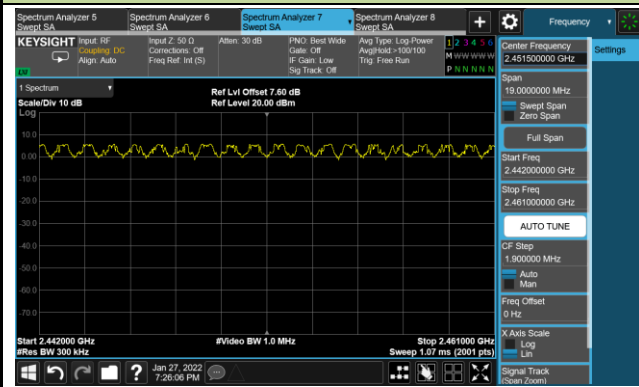 Spectrum Analyzer 5
Swept SA
Spectrum Analyzer 6
Swept SA
Spectrum Analyzer 7
Swept SA
Spectrum Analyzer 8
Swept SA
+
Frequency
KEYSIGHT
Input: RF
Coupling: DC
Align: Auto
Input Z: 50 Ω
Corrections: Off
Freq Ref: Int (S)
Atten: 30 dB
PNO: Best Wide
Gate: Off
IF Gain: Low
Sig Track: Off
Avg Type: Log-Power
Avg|Hold:>100/100
Trig: Free Run
1 2 3 4 5 6
M W W W W W
P N N N N N
1 Spectrum
Scale/Div 10 dB
Ref Lvl Offset 7.60 dB
Ref Level 20.00 dBm
Log
10.0
0.00
-10.0
-20.0
-30.0
-40.0
-50.0
-60.0
-70.0
Start 2.442000 GHz
#Res BW 300 kHz
#Video BW 1.0 MHz
Stop 2.461000 GHz
Sweep 1.07 ms (2001 pts)
Jan 27, 2022
7:26:06 PM
Center Frequency
2.451500000 GHz
Settings
Span
19.0000000 MHz
Swept Span
Zero Span
Full Span
Start Freq
2.442000000 GHz
Stop Freq
2.461000000 GHz
AUTO TUNE
CF Step
1.900000 MHz
Auto
Man
Freq Offset
0 Hz
X Axis Scale
Log
Lin
Signal Track
(Span Zoom)